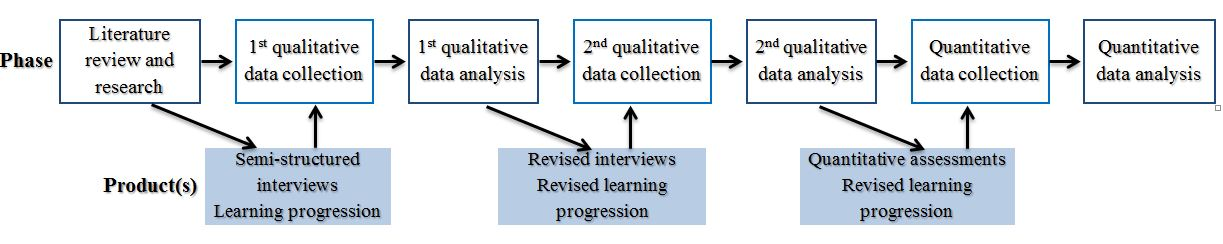 Phase
Literature
review and
research
1st qualitative
data collection
1st qualitative
data analysis
2nd qualitative
data collection
2nd qualitative
data analysis
Quantitative
data collection
Quantitative
data analysis
Product(s)
Semi-structured
interviews
Learning progression
Revised interviews
Revised learning
progression
Quantitative assessments
Revised learning
progression